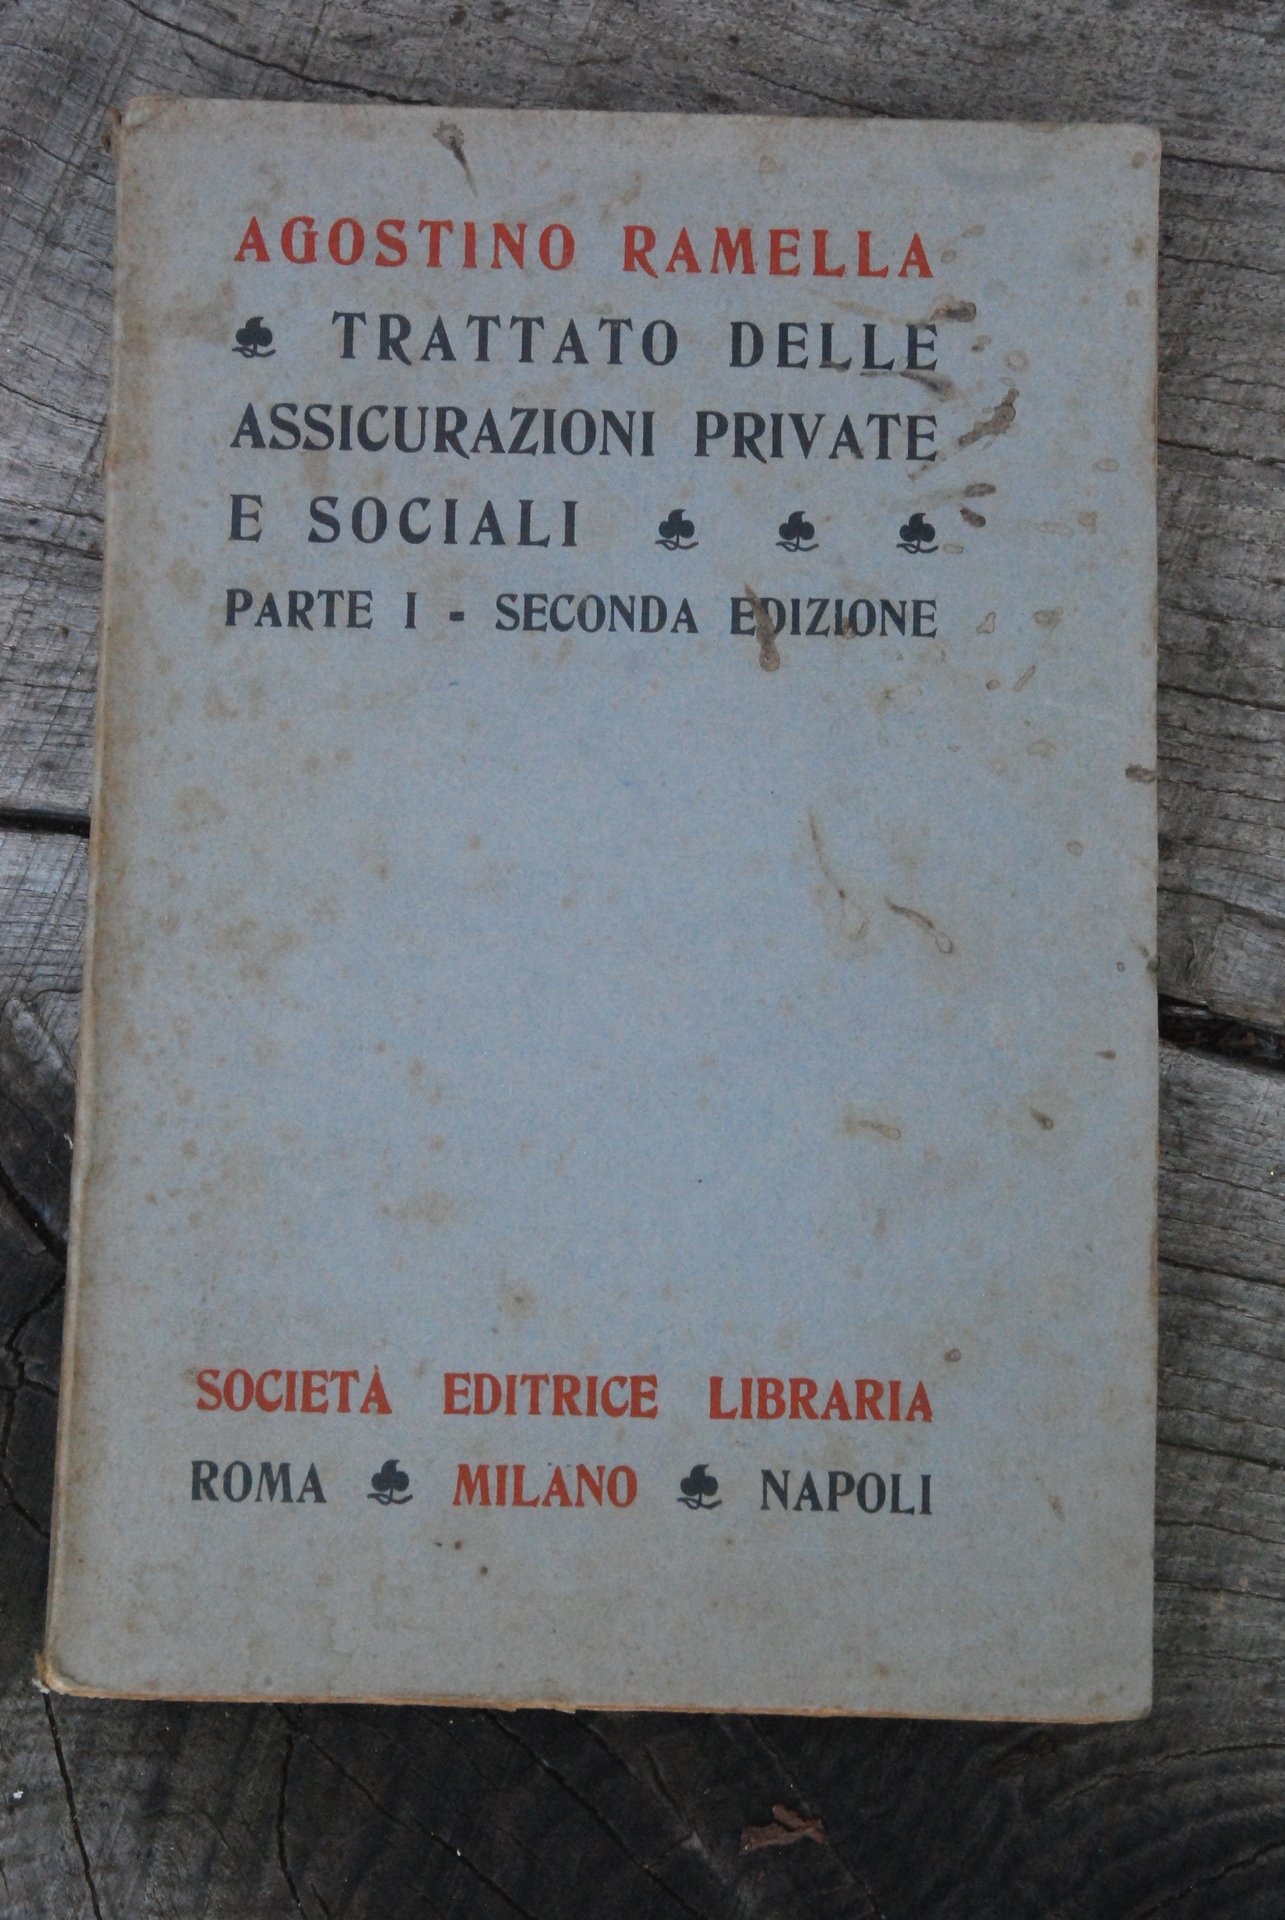 AGOSTINO RAMELLA
TRATTATO DELLE
ASSICURAZIONI PRIVATE
E SOCIALI
PARTE I - SECONDA EDIZIONE
SOCIETÀ EDITRICE LIBRARIA
ROMA MILANO NAPOLI